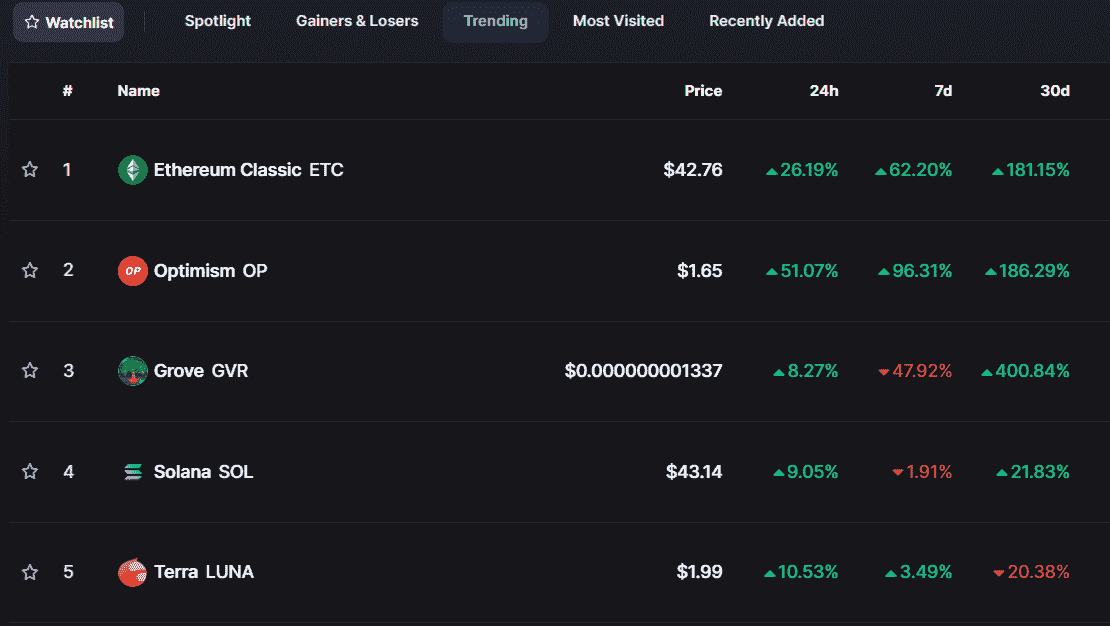 Watchlist Spotlight Gainers & Losers Trending Most Visited Recently Added
# Name Price 24h 7d 30d
1 Ethereum Classic ETC $42.76 26.19% 62.20% 181.15%
2 OP Optimism OP $1.65 51.07% 96.31% 186.29%
3 Grove GVR $0.000000001337 8.27% 47.92% 400.84%
4 Solana SOL $43.14 9.05% 1.91% 21.83%
5 Terra LUNA $1.99 10.53% 3.49% 20.38%